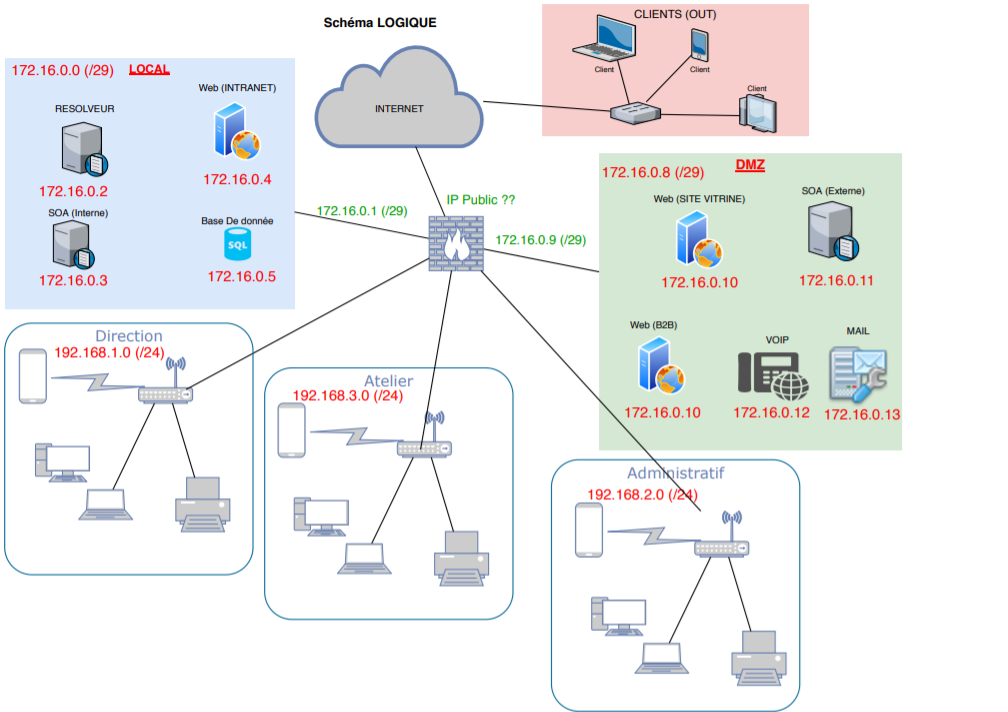 Schéma LOGIQUE
CLIENTS (OUT)
Client
Client
Client
INTERNET
172.16.0.0 (/29) LOCAL
Web (INTRANET)
RESOLVEUR
172.16.0.4
172.16.0.2
SOA (Interne)
Base De donnée
SQL
172.16.0.3
172.16.0.5
172.16.0.1 (/29)
IP Public ??
172.16.0.9 (/29)
172.16.0.8 (/29) DMZ
Web (SITE VITRINE)
SOA (Externe)
172.16.0.10
172.16.0.11
Web (B2B)
VOIP
MAIL
172.16.0.10
172.16.0.12
172.16.0.13
Direction
192.168.1.0 (/24)
Atelier
192.168.3.0 (/24)
Administratif
192.168.2.0 (/24)